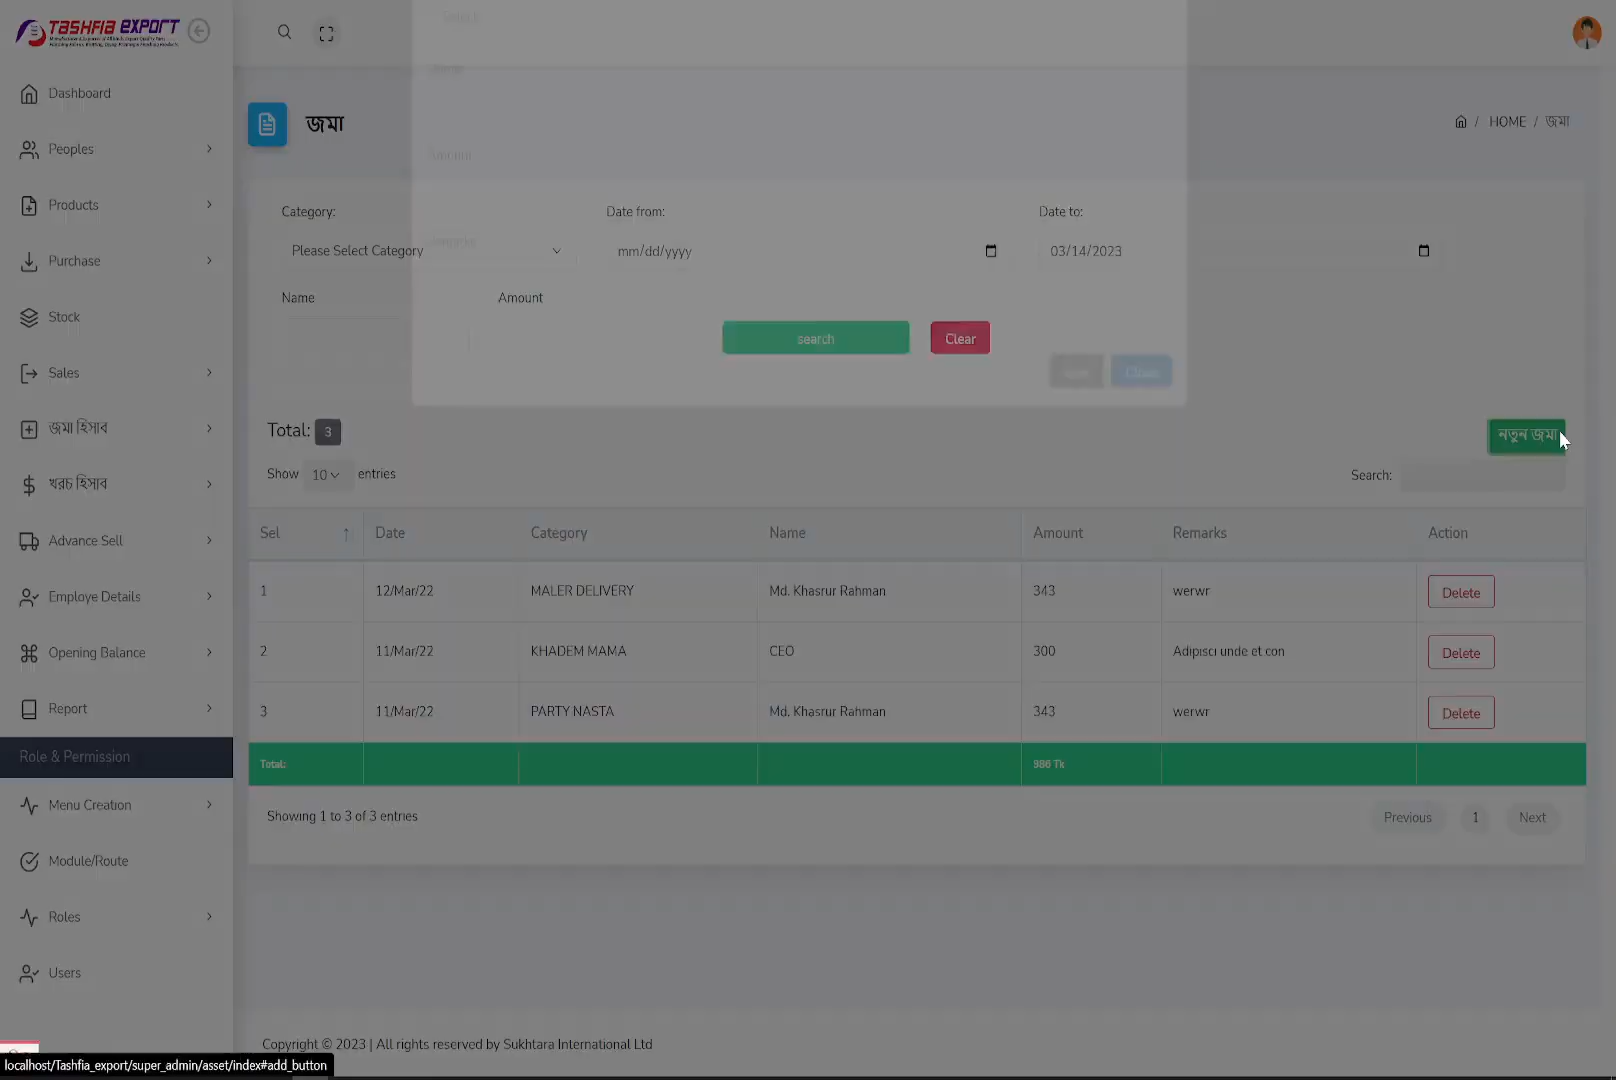 TASHFIA EXPORT
Dashboard
Peoples
Products
Purchase
Stock
Sales
জমা হিসাব
খরচ হিসাব
Advance Sell
Employe Details
Opening Balance
Report
Role & Permission
Menu Creation
Module/Route
Roles
Users
Select
জমা
/ HOME / জমা
Amount
Category:
Date from:
Date to:
Please Select Category
Remarks
mm/dd/yyyy
03/14/2023
Name
Amount
search
Clear
Close
Total: 3
নতুন জমা
Show 10 entries
Search:
Sel Date Category Name Amount Remarks Action
1 12/Mar/22 MALER DELIVERY Md. Khasrur Rahman 343 werwr Delete
2 11/Mar/22 KHADEM MAMA CEO 300 Adipisci unde et con Delete
3 11/Mar/22 PARTY NASTA Md. Khasrur Rahman 343 werwr Delete
Total: 986 Tk
Showing 1 to 3 of 3 entries
Previous 1 Next
Copyright © 2023 | All rights reserved by Sukhtara International Ltd
localhost/Tashfia_export/super_admin/asset/index#add_button